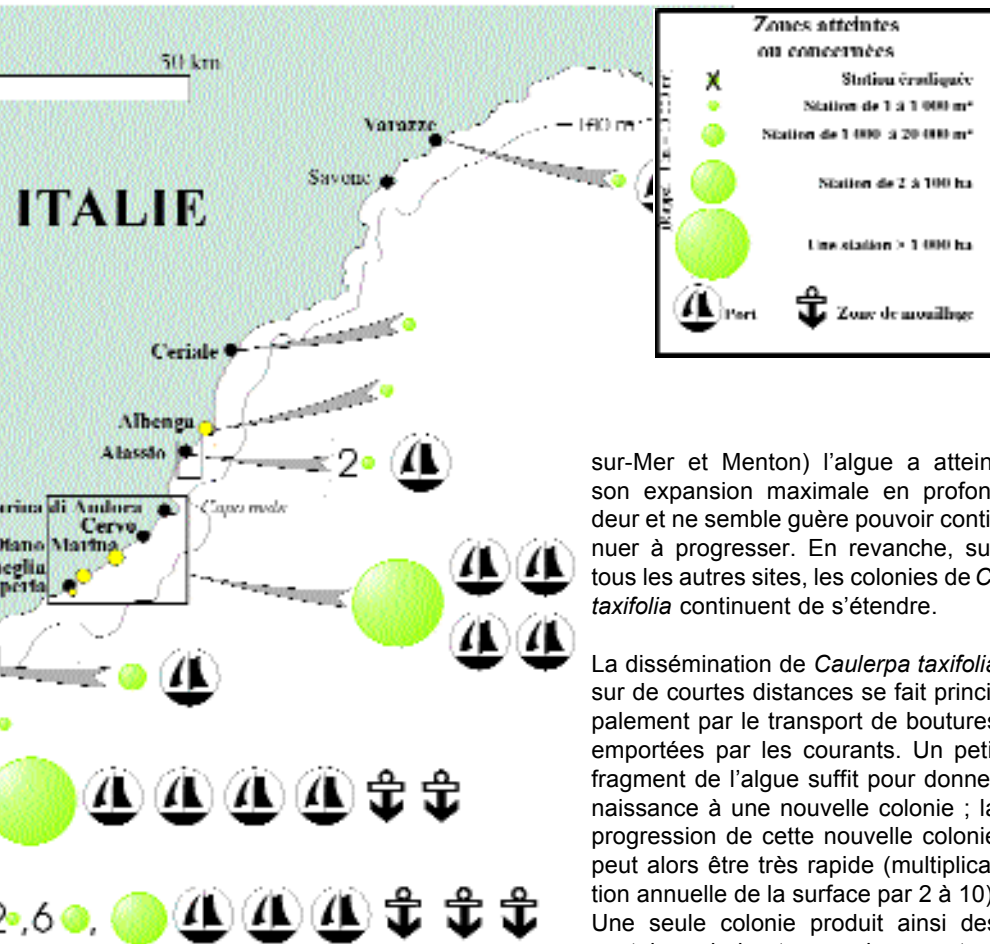 50 km
ITALIE
Varazze
Savone
Ceriale
Albenga
Alassio
di Andora
Cervo
Marina
Capo mele
2
2
,6
,
Zones atteintes
ou concernées
Station éradiquée
Station de 1 à 1 000 m²
Station de 1 000 à 20 000 m²
Station de 2 à 100 ha
Une station > 1 000 ha
Port
Zone de mouillage
sur-Mer et Menton) l’algue a attein
son expansion maximale en profon
deur et ne semble guère pouvoir conti
nuer à progresser. En revanche, su
tous les autres sites, les colonies de C
taxifolia continuent de s’étendre.
La dissémination de Caulerpa taxifolia
sur de courtes distances se fait princi
palement par le transport de boutures
emportées par les courants. Un peti
fragment de l’algue suffit pour donne
naissance à une nouvelle colonie ; la
progression de cette nouvelle colonie
peut alors être très rapide (multiplica
tion annuelle de la surface par 2 à 10)
Une seule colonie produit ainsi des